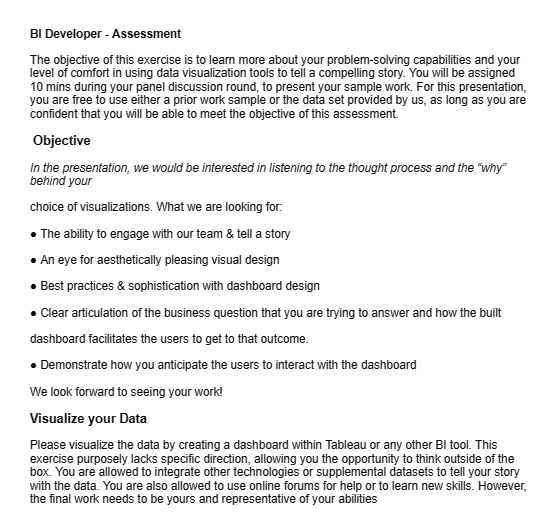 BI Developer - Assessment
The objective of this exercise is to learn more about your problem-solving capabilities and your
level of comfort in using data visualization tools to tell a compelling story. You will be assigned
10 mins during your panel discussion round, to present your sample work. For this presentation,
you are free to use either a prior work sample or the data set provided by us, as long as you are
confident that you will be able to meet the objective of this assessment.
Objective
In the presentation, we would be interested in listening to the thought process and the “why”
behind your
choice of visualizations. What we are looking for:
● The ability to engage with our team & tell a story
● An eye for aesthetically pleasing visual design
● Best practices & sophistication with dashboard design
● Clear articulation of the business question that you are trying to answer and how the built
dashboard facilitates the users to get to that outcome.
● Demonstrate how you anticipate the users to interact with the dashboard
We look forward to seeing your work!
Visualize your Data
Please visualize the data by creating a dashboard within Tableau or any other BI tool. This
exercise purposely lacks specific direction, allowing you the opportunity to think outside of the
box. You are allowed to integrate other technologies or supplemental datasets to tell your story
with the data. You are also allowed to use online forums for help or to learn new skills. However,
the final work needs to be yours and representative of your abilities